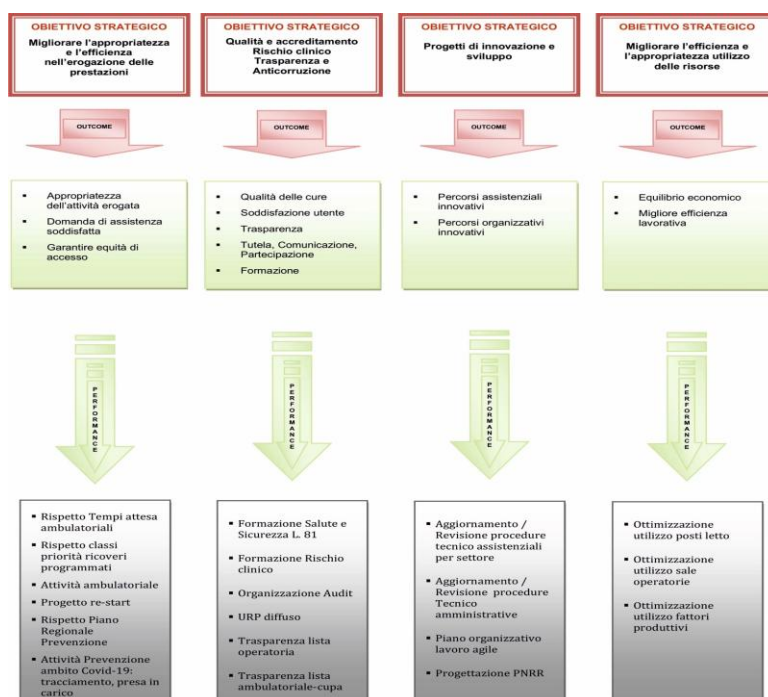 OBIETTIVO STRATEGICO
Migliorare l'appropriatezza
e l'efficienza
nell'erogazione delle
prestazioni
OUTCOME
▪ Appropriatezza
dell'attività erogata
▪ Domanda di assistenza
soddisfatta
▪ Garantire equità di
accesso
PERFORMANCE
▪ Rispetto Tempi attesa
ambulatoriali
▪ Rispetto classi
priorità ricoveri
programmati
▪ Attività ambulatoriale
▪ Progetto re-start
▪ Rispetto Piano
Regionale
Prevenzione
▪ Attività Prevenzione
ambito Covid-19:
tracciamento, presa in
carico
OBIETTIVO STRATEGICO
Qualità e accreditamento
Rischio clinico
Trasparenza e
Anticorruzione
OUTCOME
▪ Qualità delle cure
▪ Soddisfazione utente
▪ Trasparenza
▪ Tutela, Comunicazione,
Partecipazione
▪ Formazione
PERFORMANCE
▪ Formazione Salute e
Sicurezza L. 81
▪ Formazione Rischio
clinico
▪ Organizzazione Audit
▪ URP diffuso
▪ Trasparenza lista
operatoria
▪ Trasparenza lista
ambulatoriale-cupa
OBIETTIVO STRATEGICO
Progetti di innovazione e
sviluppo
OUTCOME
▪ Percorsi assistenziali
innovativi
▪ Percorsi organizzativi
innovativi
PERFORMANCE
▪ Aggiornamento /
Revisione procedure
tecnico assistenziali
per settore
▪ Aggiornamento /
Revisione procedure
Tecnico
amministrative
▪ Piano organizzativo
lavoro agile
▪ Progettazione PNRR
OBIETTIVO STRATEGICO
Migliorare l'efficienza e
l'appropriatezza utilizzo
delle risorse
OUTCOME
▪ Equilibrio economico
▪ Migliore efficienza
lavorativa
PERFORMANCE
▪ Ottimizzazione
utilizzo posti letto
▪ Ottimizzazione
utilizzo sale
operatorie
▪ Ottimizzazione
utilizzo fattori
produttivi